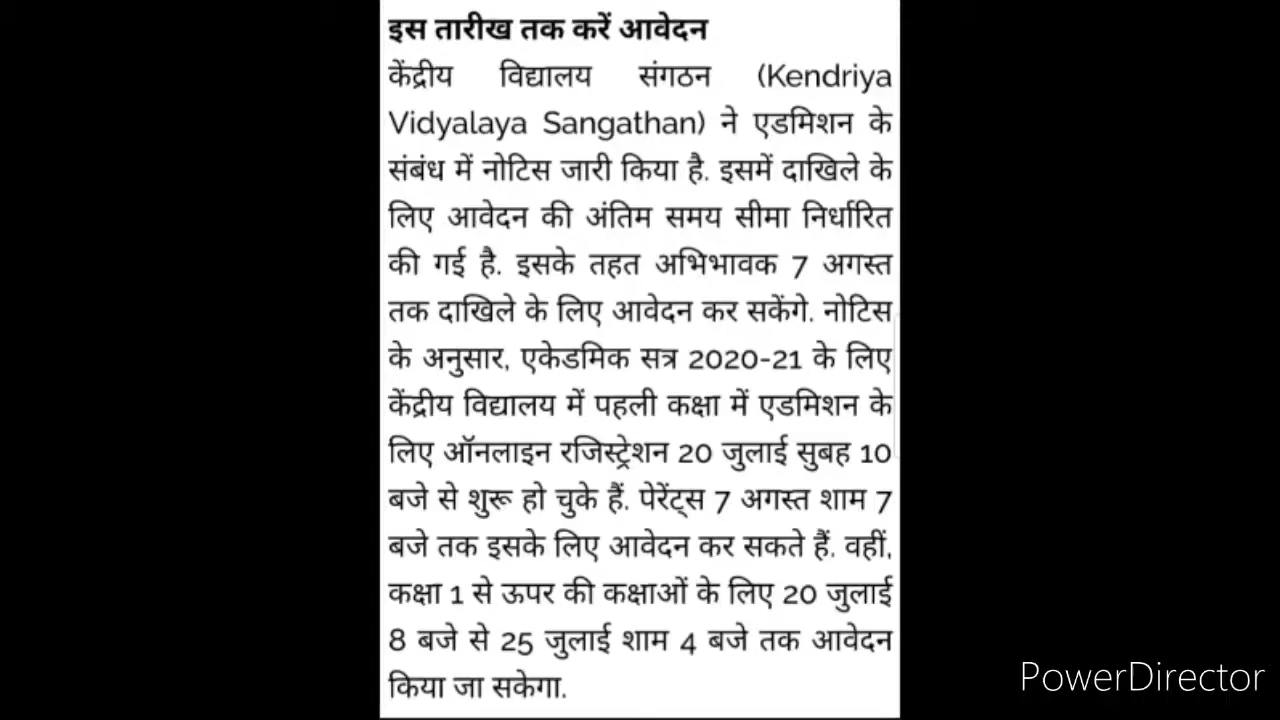 इस तारीख तक करें आवेदन
केंद्रीय विद्यालय संगठन (Kendriya
Vidyalaya Sangathan) ने एडमिशन के
संबंध में नोटिस जारी किया है. इसमें दाखिले के
लिए आवेदन की अंतिम समय सीमा निर्धारित
की गई है. इसके तहत अभिभावक 7 अगस्त
तक दाखिले के लिए आवेदन कर सकेंगे. नोटिस
के अनुसार, एकेडमिक सत्र 2020-21 के लिए
केंद्रीय विद्यालय में पहली कक्षा में एडमिशन के
लिए ऑनलाइन रजिस्ट्रेशन 20 जुलाई सुबह 10
बजे से शुरू हो चुके हैं. पेरेंट्स 7 अगस्त शाम 7
बजे तक इसके लिए आवेदन कर सकते हैं. वहीं,
कक्षा 1 से ऊपर की कक्षाओं के लिए 20 जुलाई
8 बजे से 25 जुलाई शाम 4 बजे तक आवेदन
किया जा सकेगा.
PowerDirector